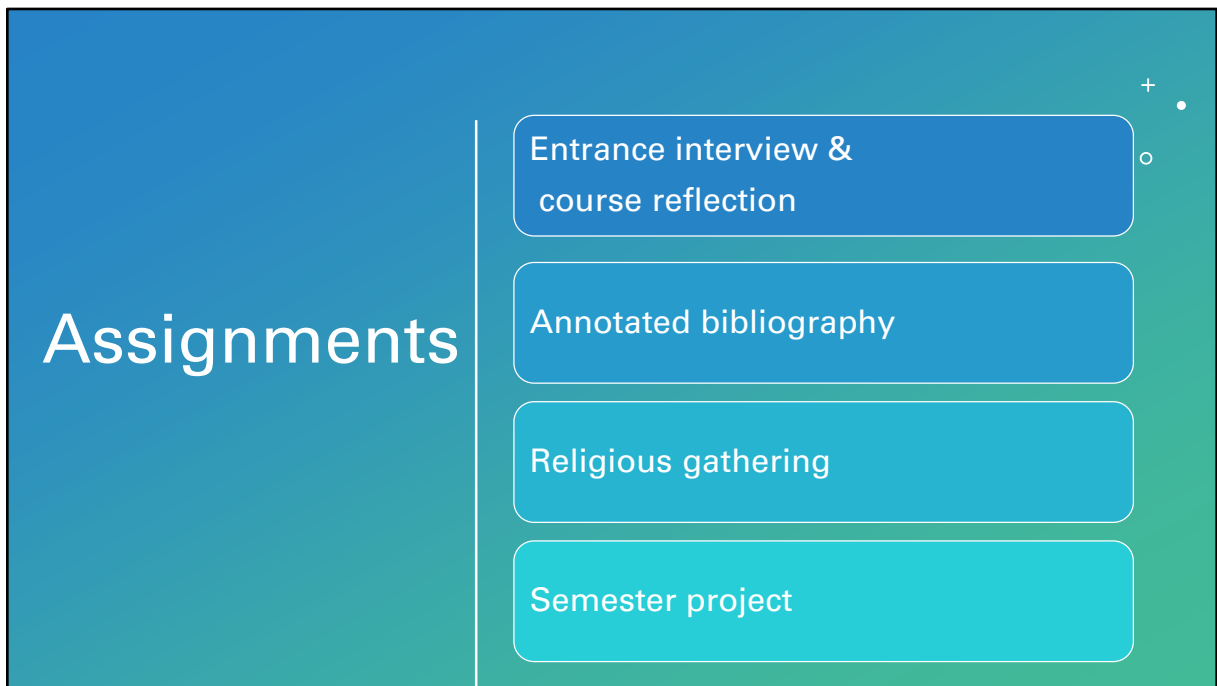 Assignments
Entrance interview &
course reflection
Annotated bibliography
Religious gathering
Semester project